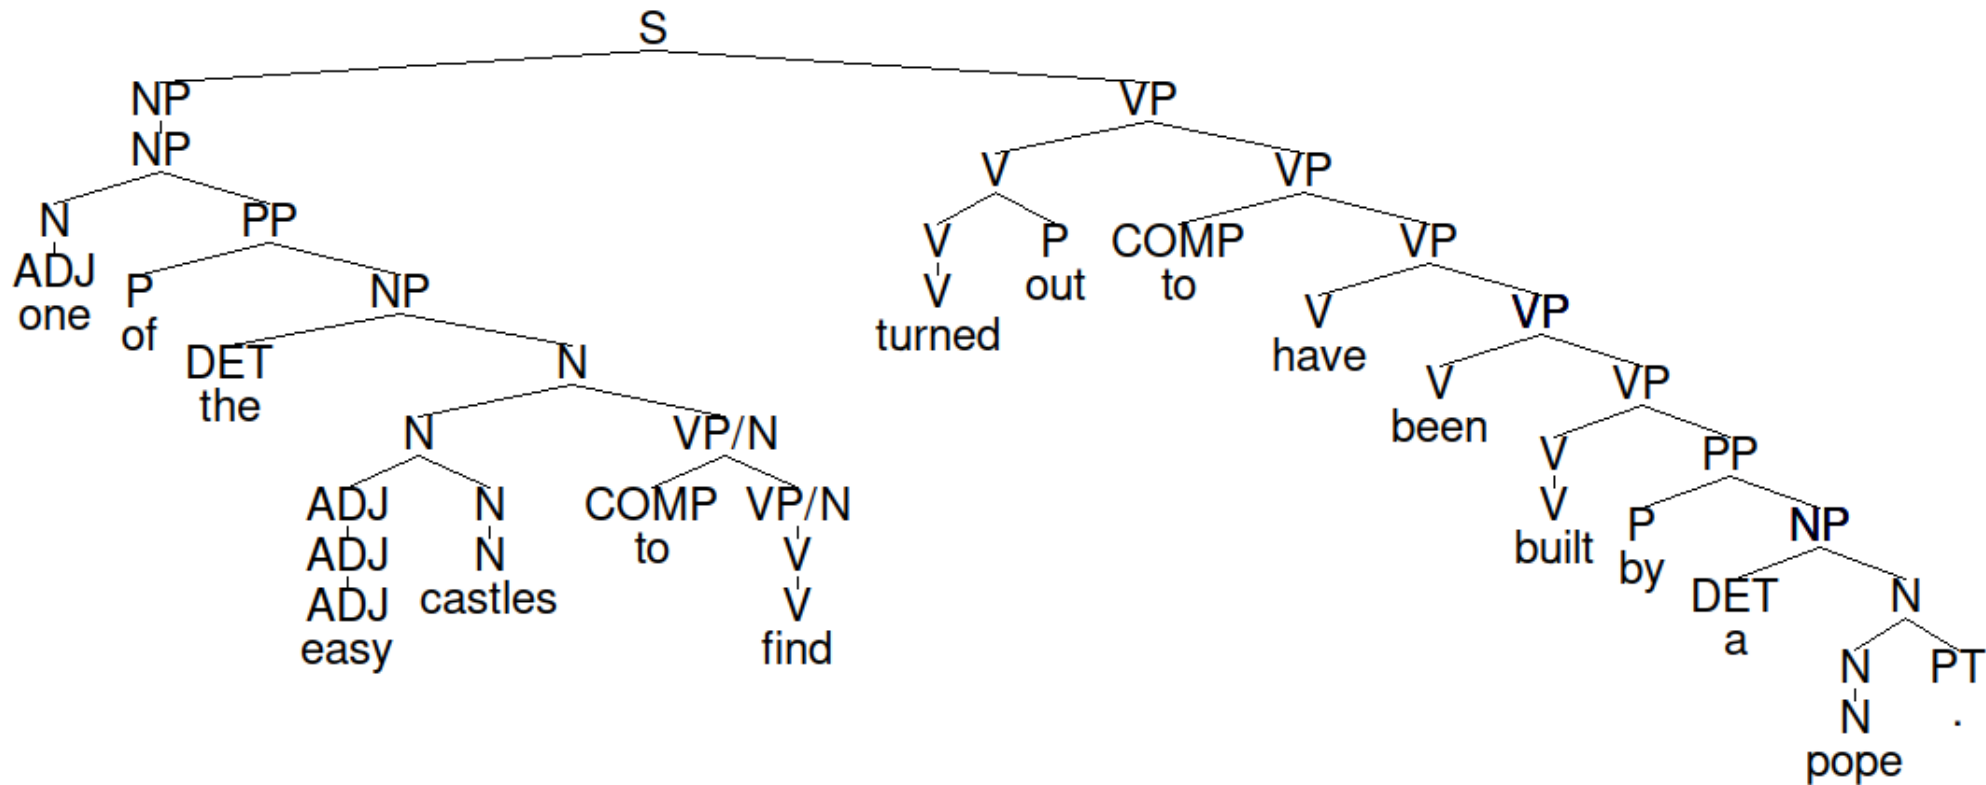 S
NP VP
NP
V VP
N PP
V P COMP VP
ADJ out to
one
P NP V V VP
of turned have
DET N V VP
the been
N VP/N V PP
ADJ N COMP VP/N V P NP
to built by
ADJ N V DET N
castles a
ADJ V N PT
easy find
N .
pope